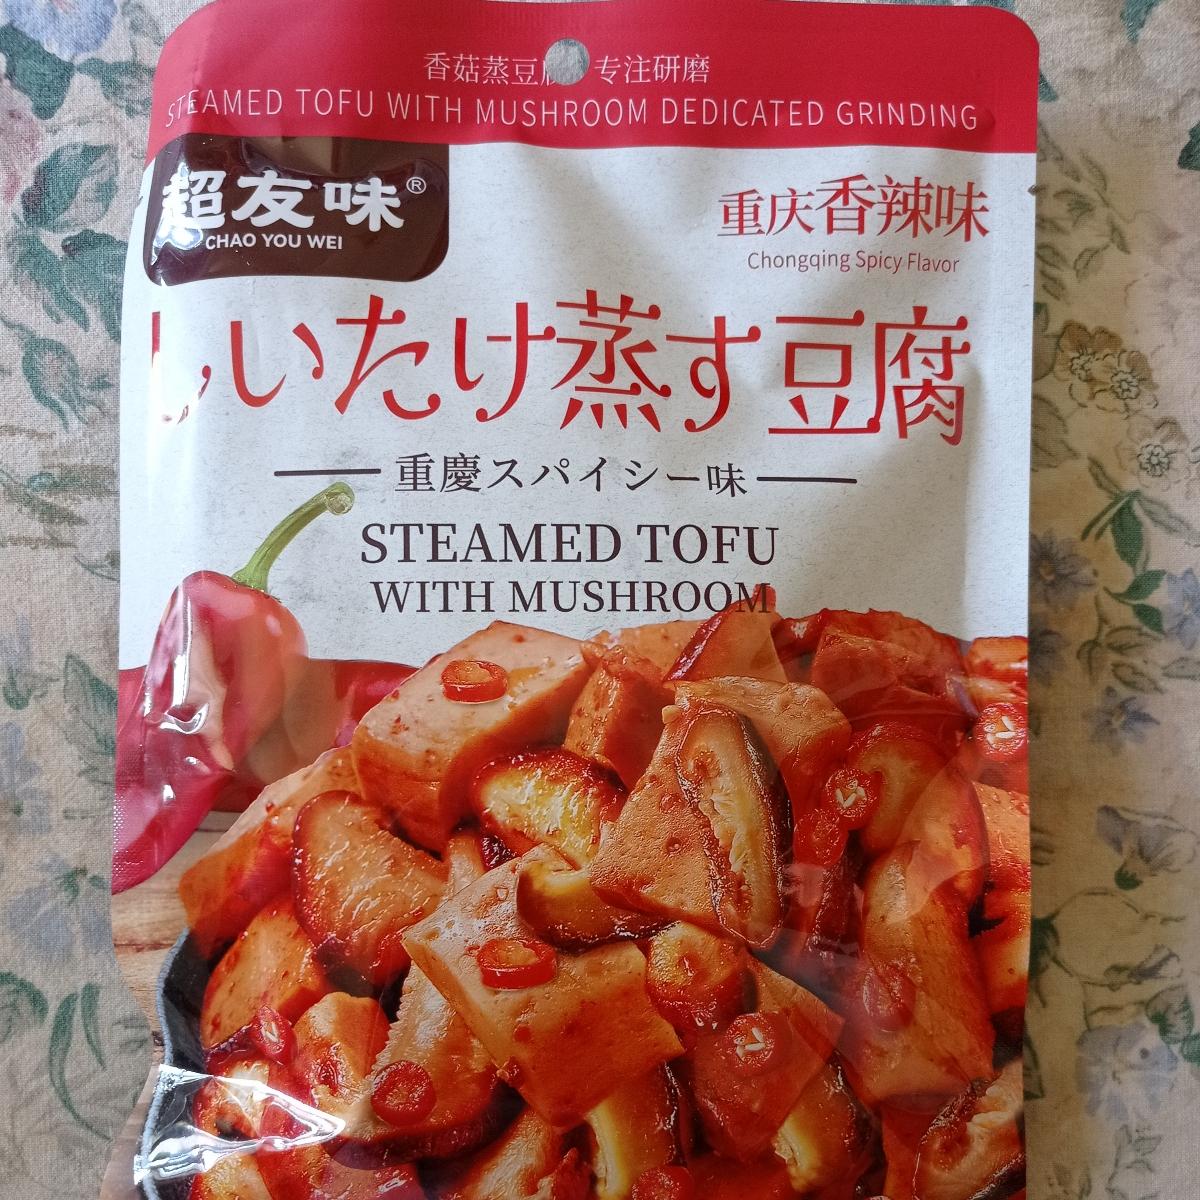 香菇蒸豆腐 专注研磨
STEAMED TOFU WITH MUSHROOM DEDICATED GRINDING
超友味®
CHAO YOU WEI
重庆香辣味
Chongqing Spicy Flavor
しいたけ蒸す豆腐
重慶スパイシー味
STEAMED TOFU
WITH MUSHROOM